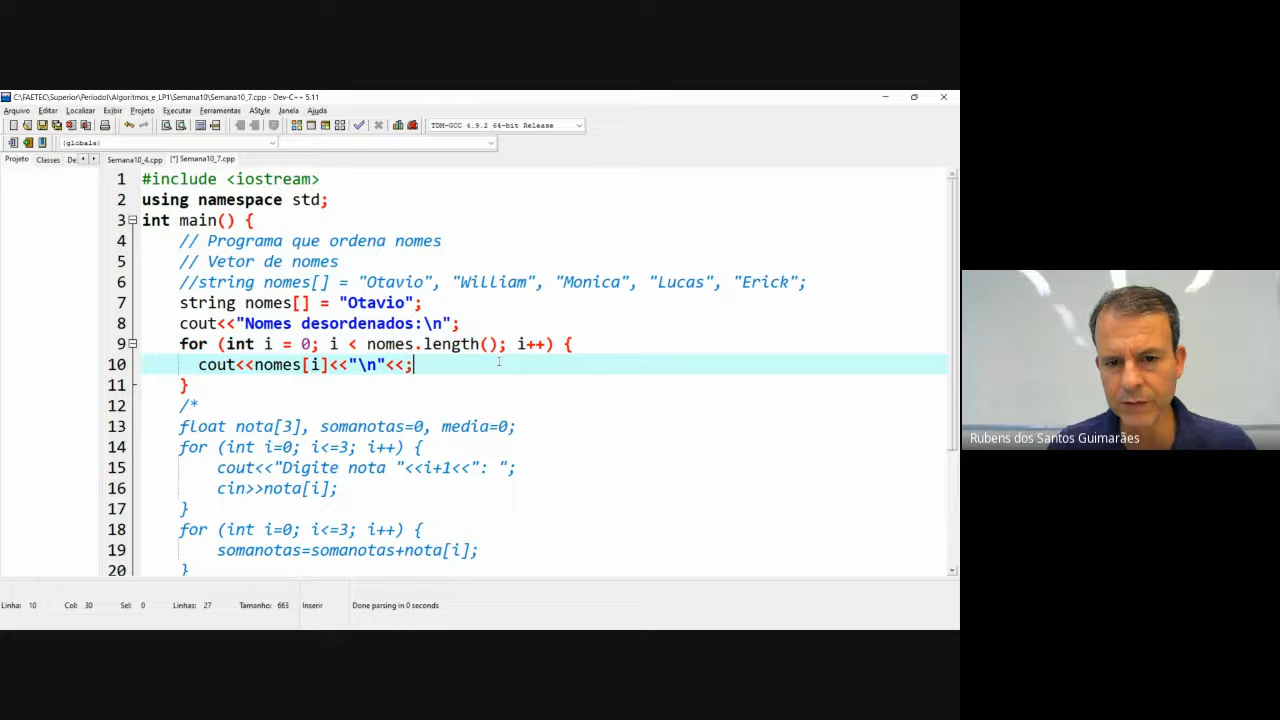 C:\FAETEC\Superior\PeriodoI\Algoritmos_e_LP1\Semana10\Semana10_7.cpp - Dev-C++ 5.11
Arquivo Editar Localizar Exibir Projeto Executar Ferramentas AStyle Janela Ajuda
TDM-GCC 4.9.2 64-bit Release
(globals)
Projeto Classes De Semana10_4.cpp [*] Semana10_7.cpp
1 #include <iostream>
2 using namespace std;
3 int main() {
4 // Programa que ordena nomes
5 // Vetor de nomes
6 //string nomes[] = "Otavio", "William", "Monica", "Lucas", "Erick";
7 string nomes[] = "Otavio";
8 cout<<"Nomes desordenados:\n";
9 for (int i = 0; i < nomes.length(); i++) {
10 cout<<nomes[i]<<"\n"<<;
11 }
12 /*
13 float nota[3], somanotas=0, media=0;
14 for (int i=0; i<=3; i++) {
15 cout<<"Digite nota "<<i+1<<": ";
16 cin>>nota[i];
17 }
18 for (int i=0; i<=3; i++) {
19 somanotas=somanotas+nota[i];
20 }
Linha: 10 Col: 30 Sel: 0 Linhas: 27 Tamanho: 663 Inserir Done parsing in 0 seconds
Rubens dos Santos Guimarães